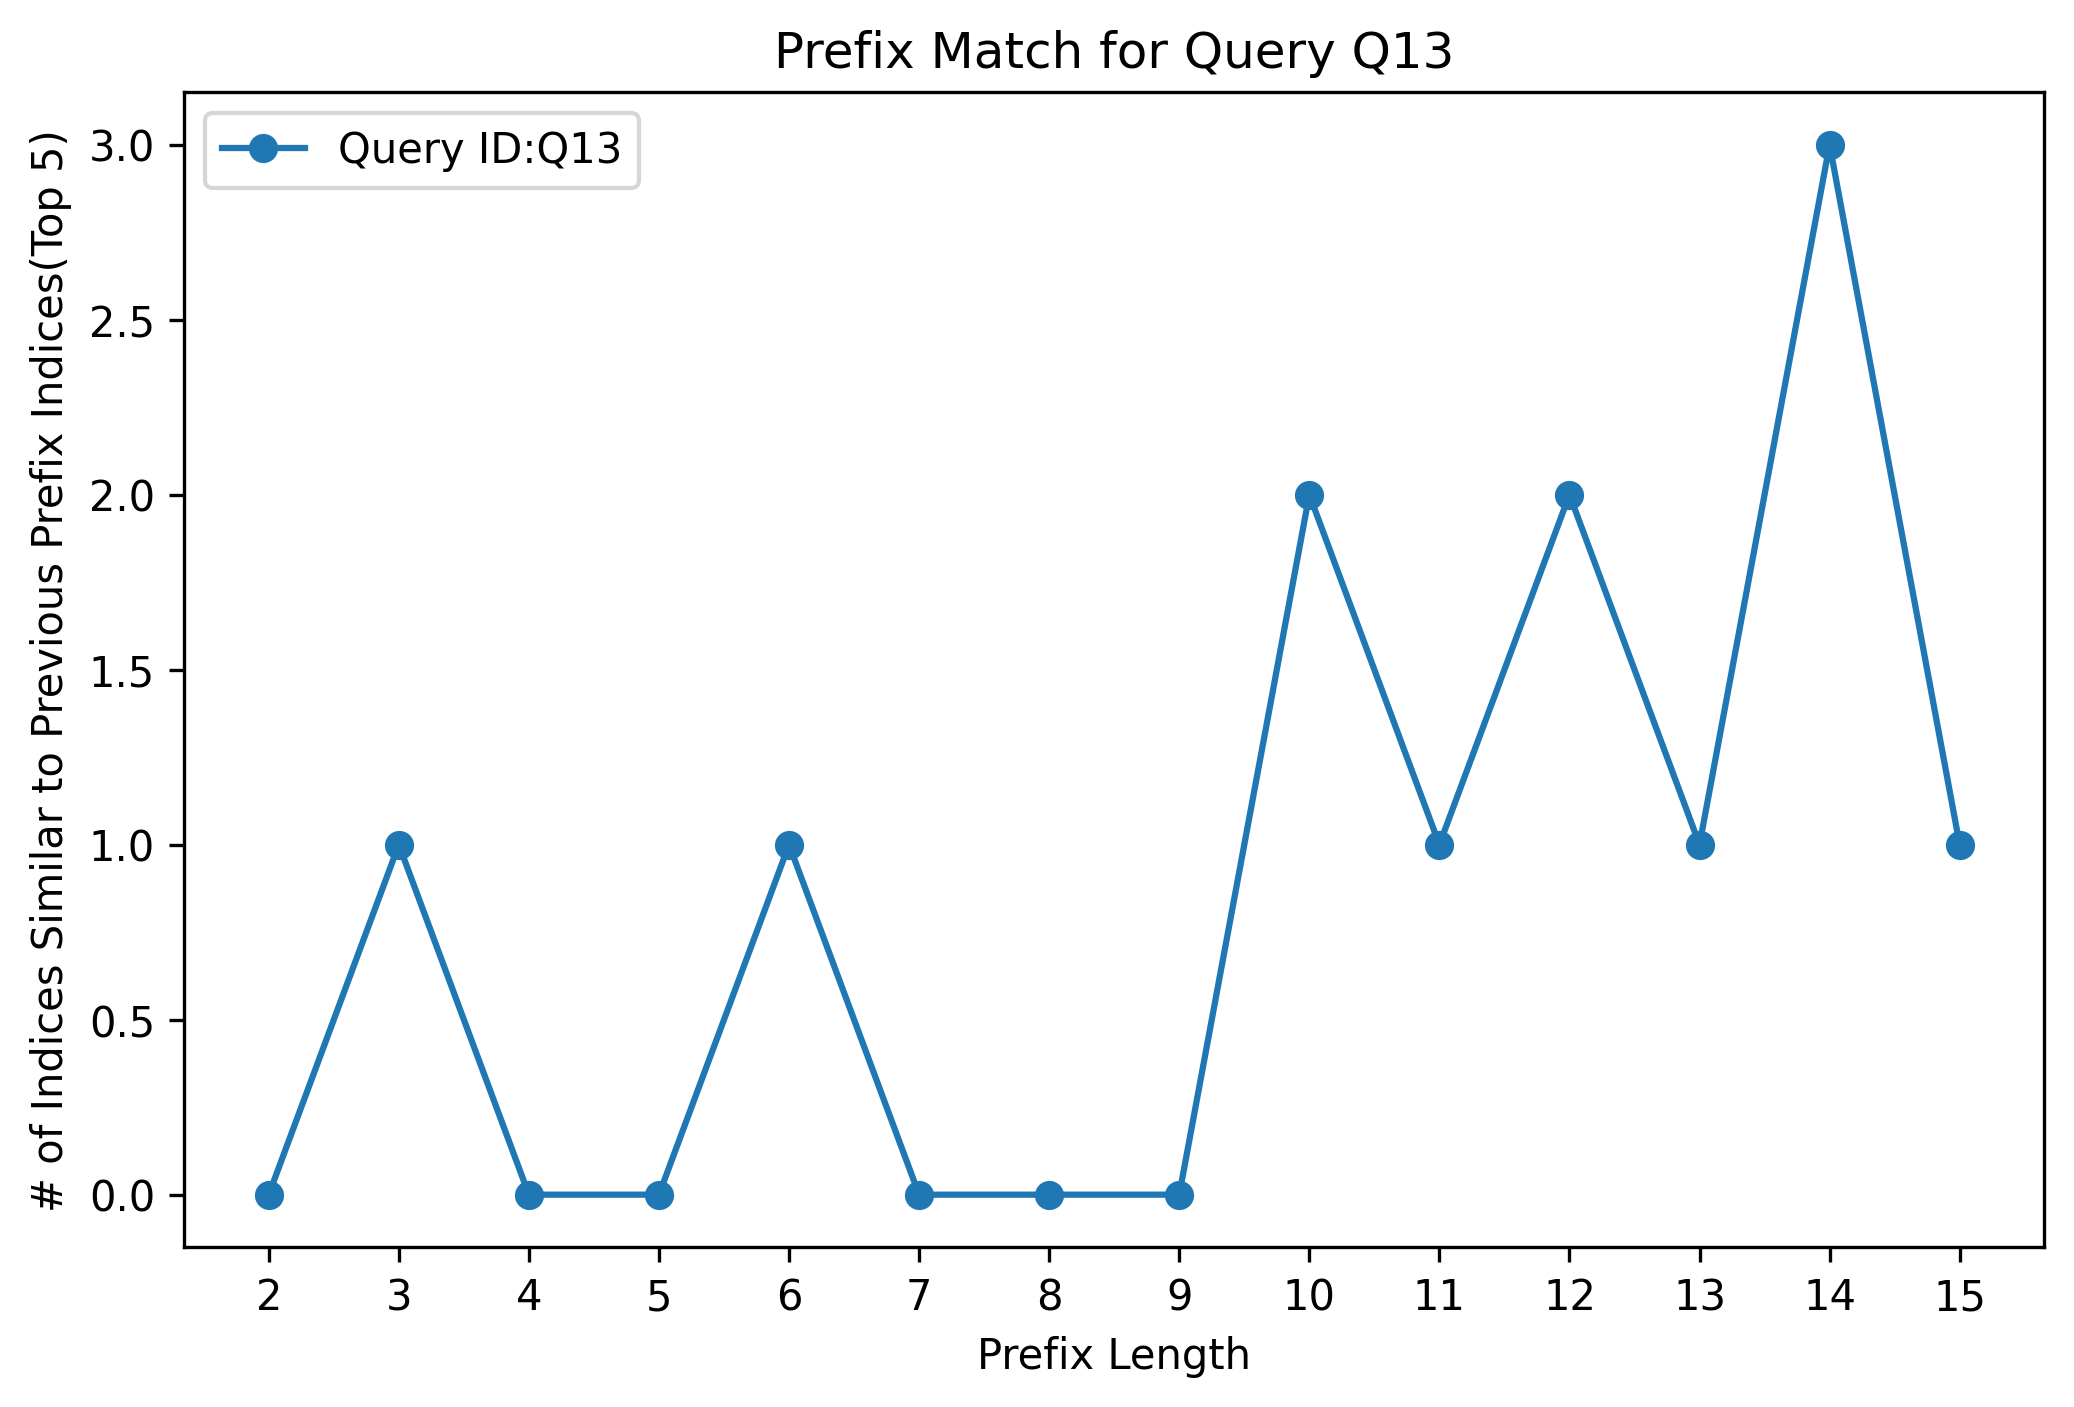 Prefix Match for Query Q13
Query ID:Q13
# of Indices Similar to Previous Prefix Indices(Top 5)
3.0
2.5
2.0
1.5
1.0
0.5
0.0
2 3 4 5 6 7 8 9 10 11 12 13 14 15
Prefix Length